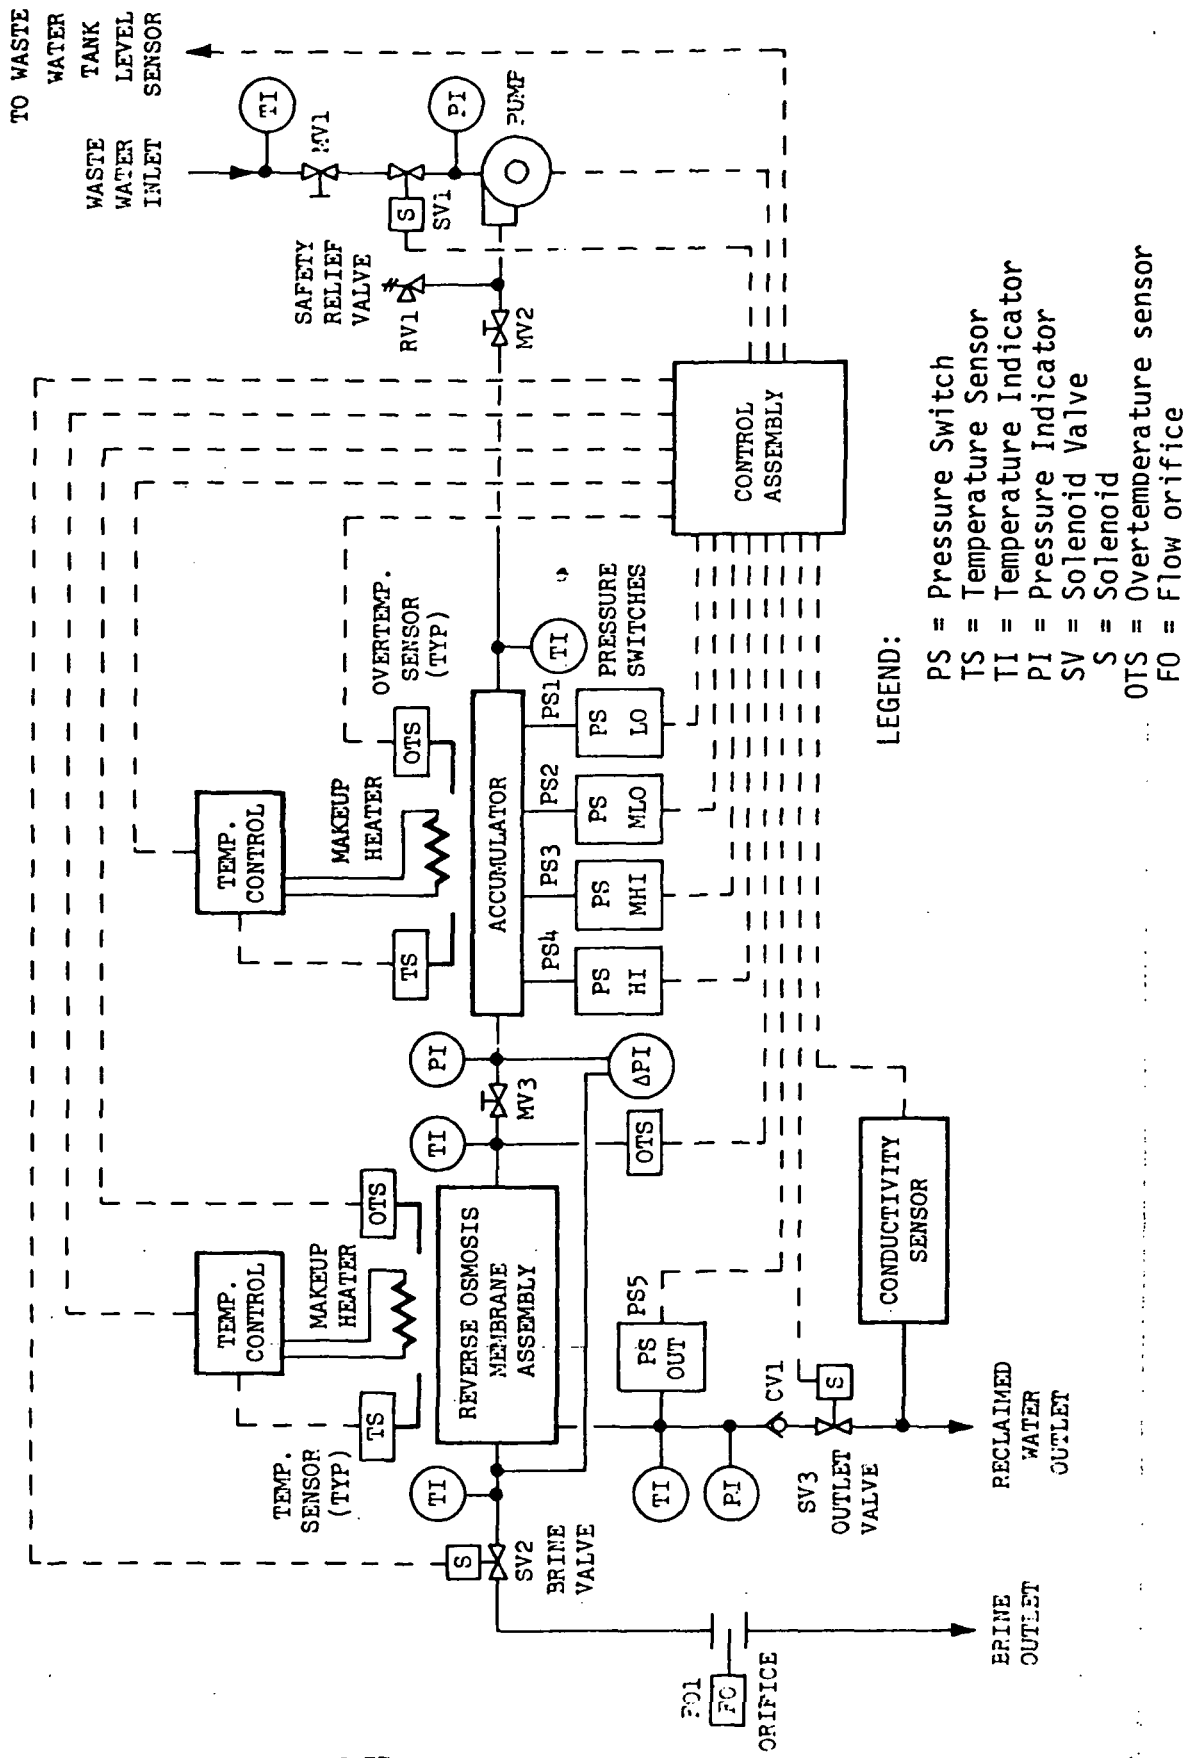 TO WASTE
WATER
TANK
LEVEL
SENSOR
WASTE
WATER
INLET
TI
MV1
S
SV1
PI
PUMP
SAFETY
RELIEF
VALVE
RV1
MV2
CONTROL
ASSEMBLY
OVERTEMP.
SENSOR
(TYP)
OTS
TEMP.
CONTROL
MAKEUP
HEATER
TS
ACCUMULATOR
TI
PRESSURE
SWITCHES
PS1
PS
LO
PS2
PS
MLO
PS3
PS
MHI
PS4
PS
HI
PI
MV3
ΔPI
TI
OTS
TEMP.
CONTROL
MAKEUP
HEATER
OTS
TS
TEMP.
SENSOR
(TYP)
REVERSE OSMOSIS
MEMBRANE
ASSEMBLY
TI
S
SV2
BRINE
VALVE
PS5
PS
OUT
TI
PI
CV1
S
SV3
OUTLET
VALVE
CONDUCTIVITY
SENSOR
RECLAIMED
WATER
OUTLET
FO1
FO
ORIFICE
BRINE
OUTLET
LEGEND:
PS = Pressure Switch
TS = Temperature Sensor
TI = Temperature Indicator
PI = Pressure Indicator
SV = Solenoid Valve
S = Solenoid
OTS = Overtemberature sensor
FO = Flow orifice